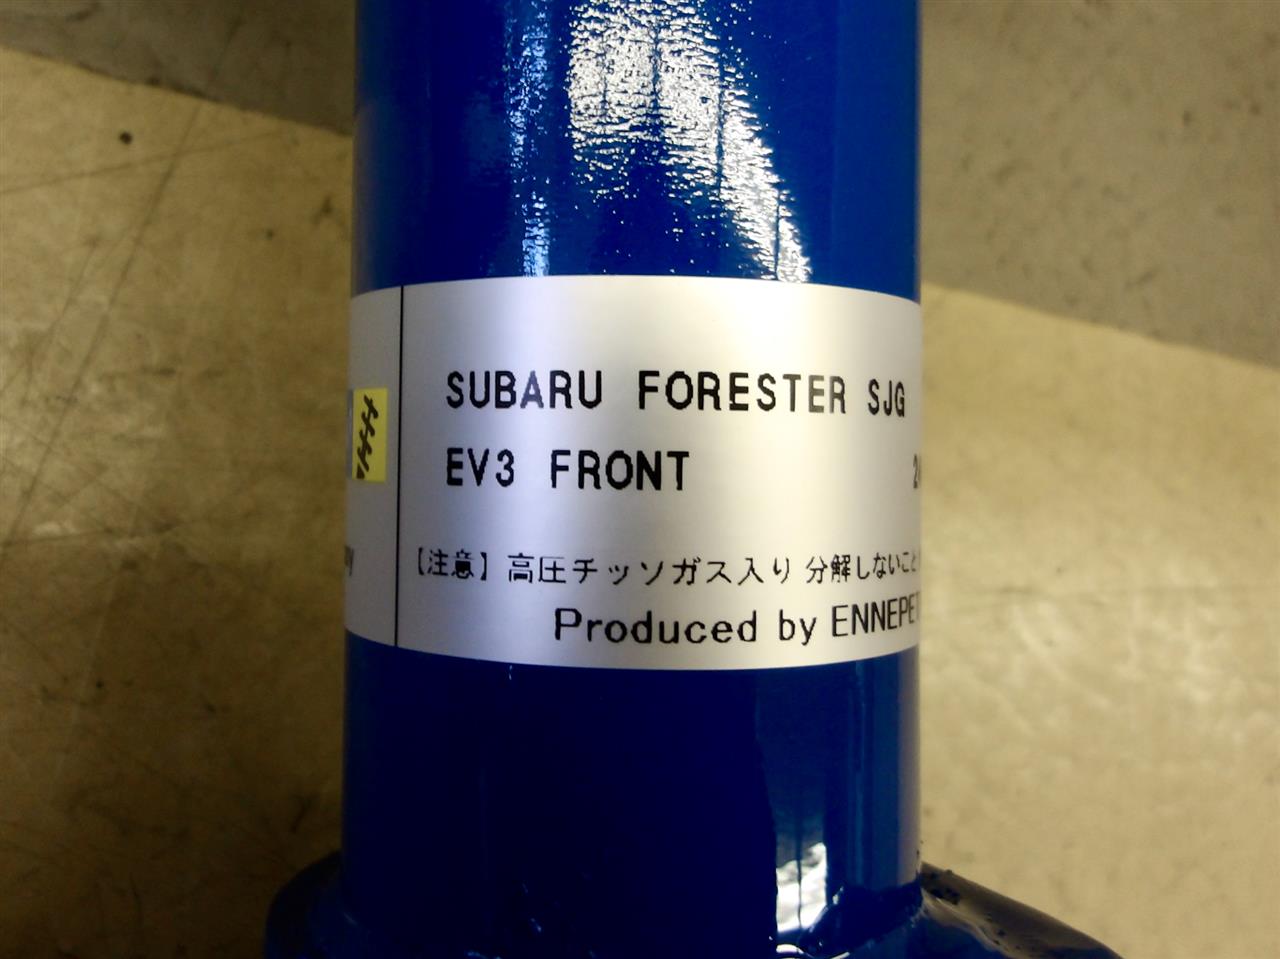 SUBARU FORESTER SJG
EV3 FRONT
【注意】高圧チッソガス入り 分解しないこと
Produced by